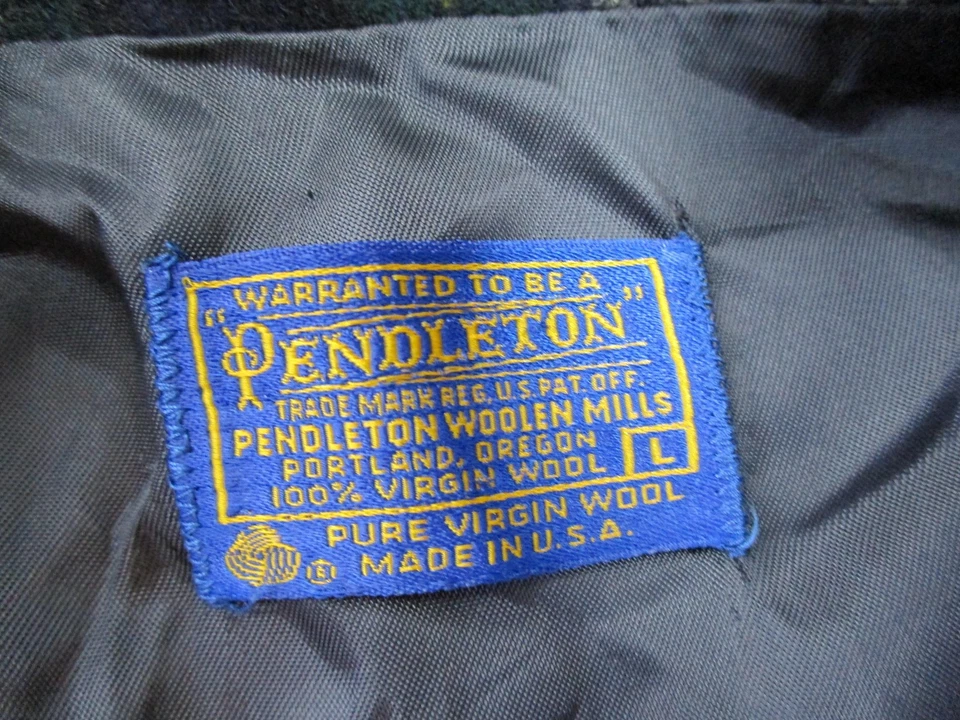 WARRANTED TO BE A
"PENDLETON"
TRADE MARK REG. U.S. PAT. OFF.
PENDLETON WOOLEN MILLS
PORTLAND, OREGON
100% VIRGIN WOOL L
PURE VIRGIN WOOL
® MADE IN U.S.A.